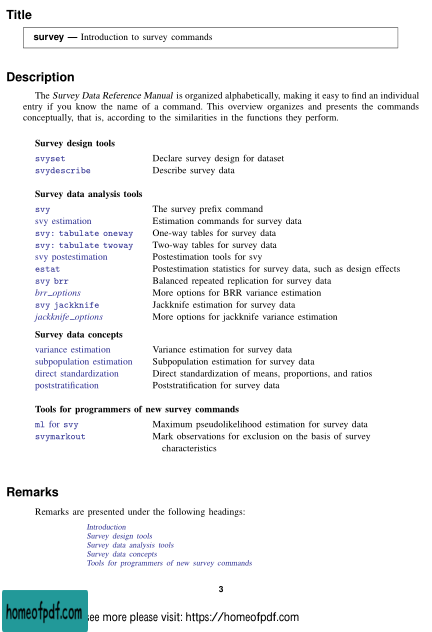 Title
survey — Introduction to survey commands
Description
The Survey Data Reference Manual is organized alphabetically, making it easy to find an individual
entry if you know the name of a command. This overview organizes and presents the commands
conceptually, that is, according to the similarities in the functions they perform.
Survey design tools
svyset Declare survey design for dataset
svydescribe Describe survey data
Survey data analysis tools
svy The survey prefix command
svy estimation Estimation commands for survey data
svy: tabulate oneway One-way tables for survey data
svy: tabulate twoway Two-way tables for survey data
svy postestimation Postestimation tools for svy
estat Postestimation statistics for survey data, such as design effects
svy brr Balanced repeated replication for survey data
brr_options More options for BRR variance estimation
svy jackknife Jackknife estimation for survey data
jackknife_options More options for jackknife variance estimation
Survey data concepts
variance estimation Variance estimation for survey data
subpopulation estimation Subpopulation estimation for survey data
direct standardization Direct standardization of means, proportions, and ratios
poststratification Poststratification for survey data
Tools for programmers of new survey commands
ml for svy Maximum pseudolikelihood estimation for survey data
svymarkout Mark observations for exclusion on the basis of survey
characteristics
Remarks
Remarks are presented under the following headings:
Introduction
Survey design tools
Survey data analysis tools
Survey data concepts
Tools for programmers of new survey commands
3
homeofpdf.com
see more please visit: https://homeofpdf.com